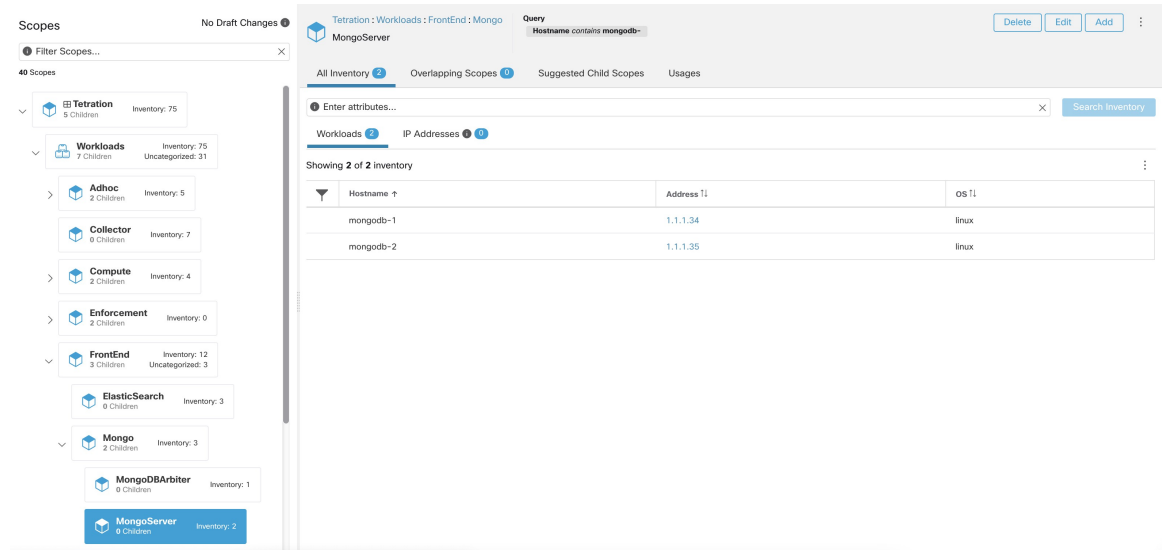 Scopes
No Draft Changes
Filter Scopes...
40 Scopes
Tetration
5 Children
Inventory: 75
Workloads
7 Children
Inventory: 75
Uncategorized: 31
Adhoc
2 Children
Inventory: 5
Collector
0 Children
Inventory: 7
Compute
2 Children
Inventory: 4
Enforcement
2 Children
Inventory: 0
FrontEnd
3 Children
Inventory: 12
Uncategorized: 3
ElasticSearch
0 Children
Inventory: 3
Mongo
2 Children
Inventory: 3
MongoDBArbiter
0 Children
Inventory: 1
MongoServer
0 Children
Inventory: 2
Tetration : Workloads : FrontEnd : Mongo
MongoServer
Query
Hostname contains mongodb-
Delete Edit Add
All Inventory 2 Overlapping Scopes 0 Suggested Child Scopes Usages
Enter attributes...
Search Inventory
Workloads 2 IP Addresses 0
Showing 2 of 2 inventory
Hostname ↑ Address ↑↓ OS ↑↓
mongodb-1 1.1.1.34 linux
mongodb-2 1.1.1.35 linux